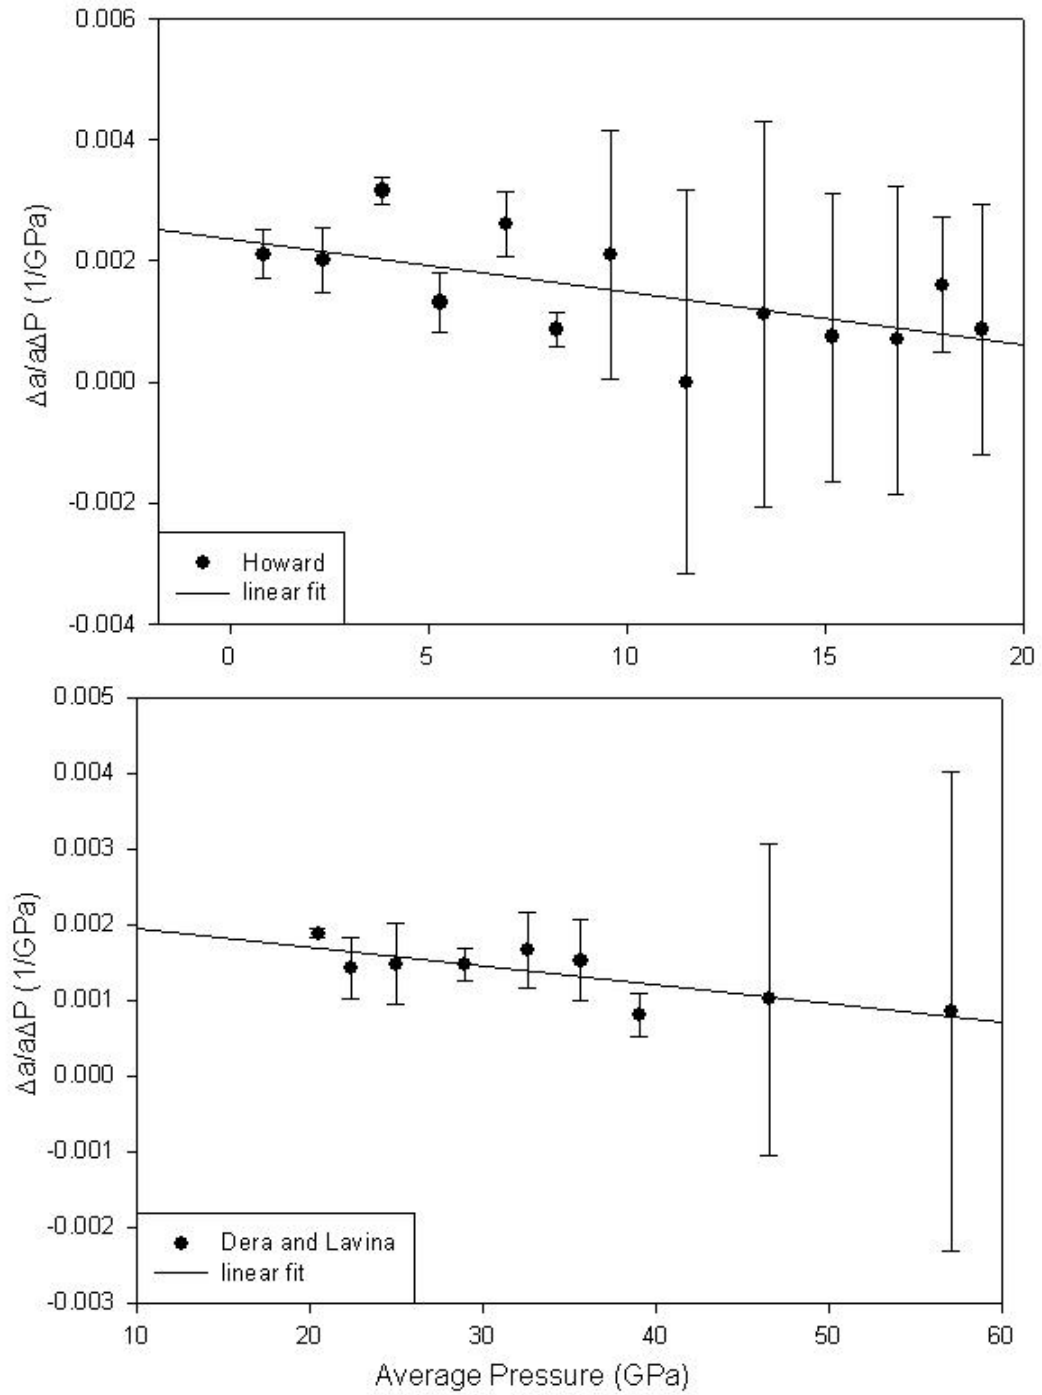 0.006
0.004
0.002
0.000
-0.002
-0.004
Δa/aΔP (1/GPa)
Howard
linear fit
0 5 10 15 20
0.005
0.004
0.003
0.002
0.001
0.000
-0.001
-0.002
-0.003
Δa/aΔP (1/GPa)
Dera and Lavina
linear fit
10 20 30 40 50 60
Average Pressure (GPa)